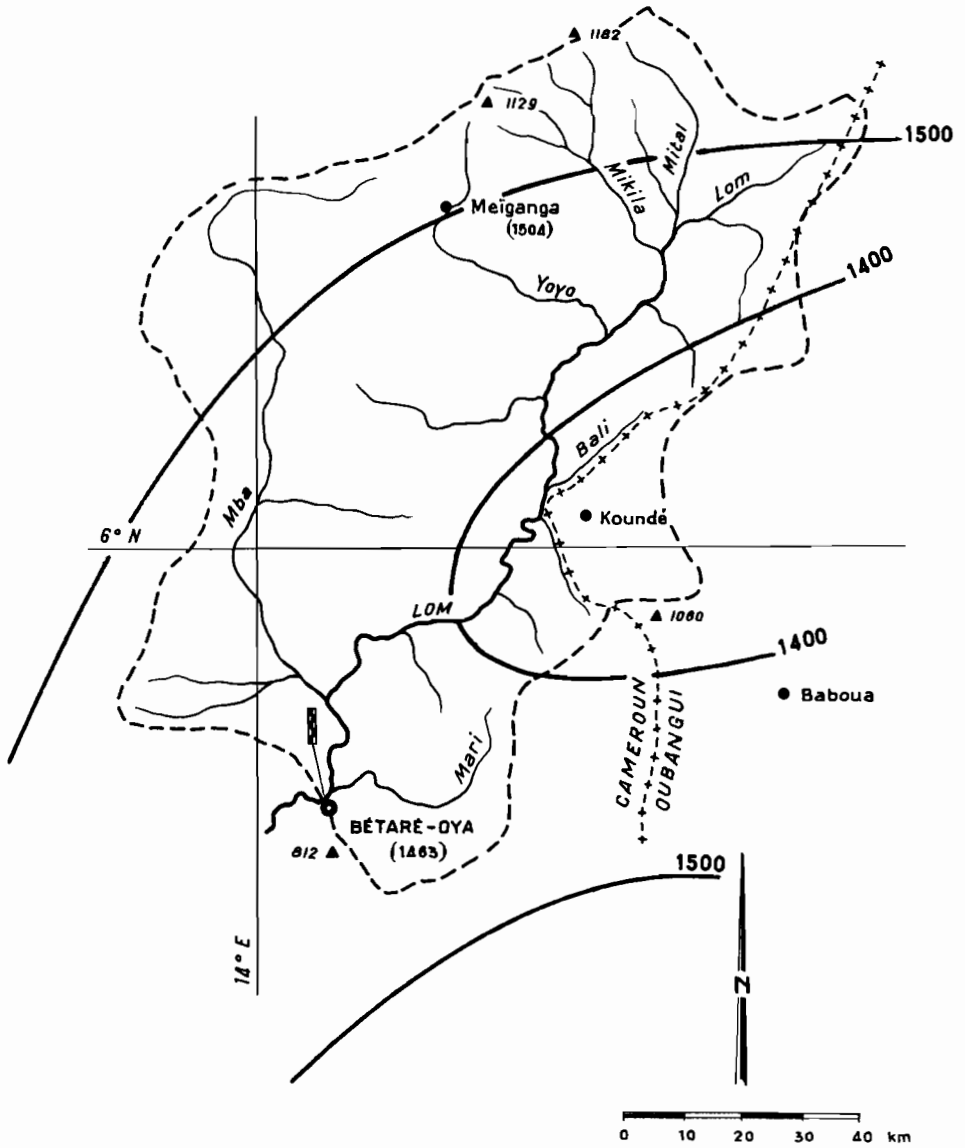 1182
1129
1500
Mital
Mikila
Lom
Meïganga
(1504)
1400
Yoyo
Bali
Mba
Koundé
6° N
LOM
1060
1400
Baboua
CAMEROUN
OUBANGUI
Mari
BÉTARÉ-OYA
(1463)
812
1500
14° E
N
0 10 20 30 40 km